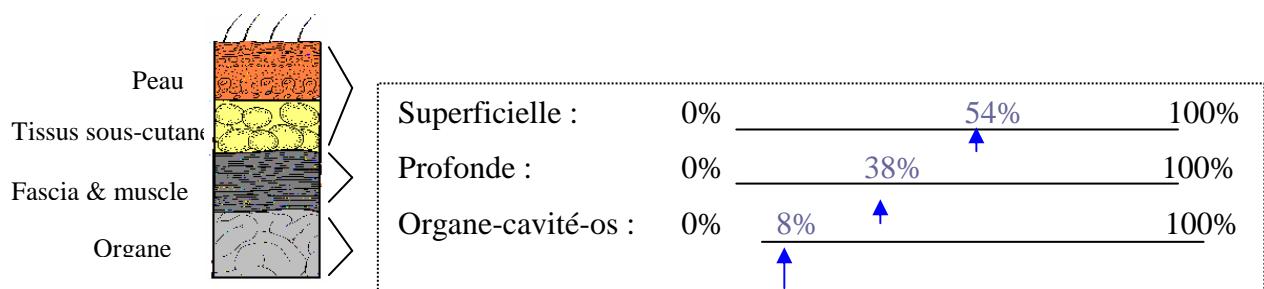 Peau
Tissus sous-cutané
Fascia & muscle
Organe
Superficielle : 0% 54% 100%
Profonde : 0% 38% 100%
Organe-cavité-os : 0% 8% 100%